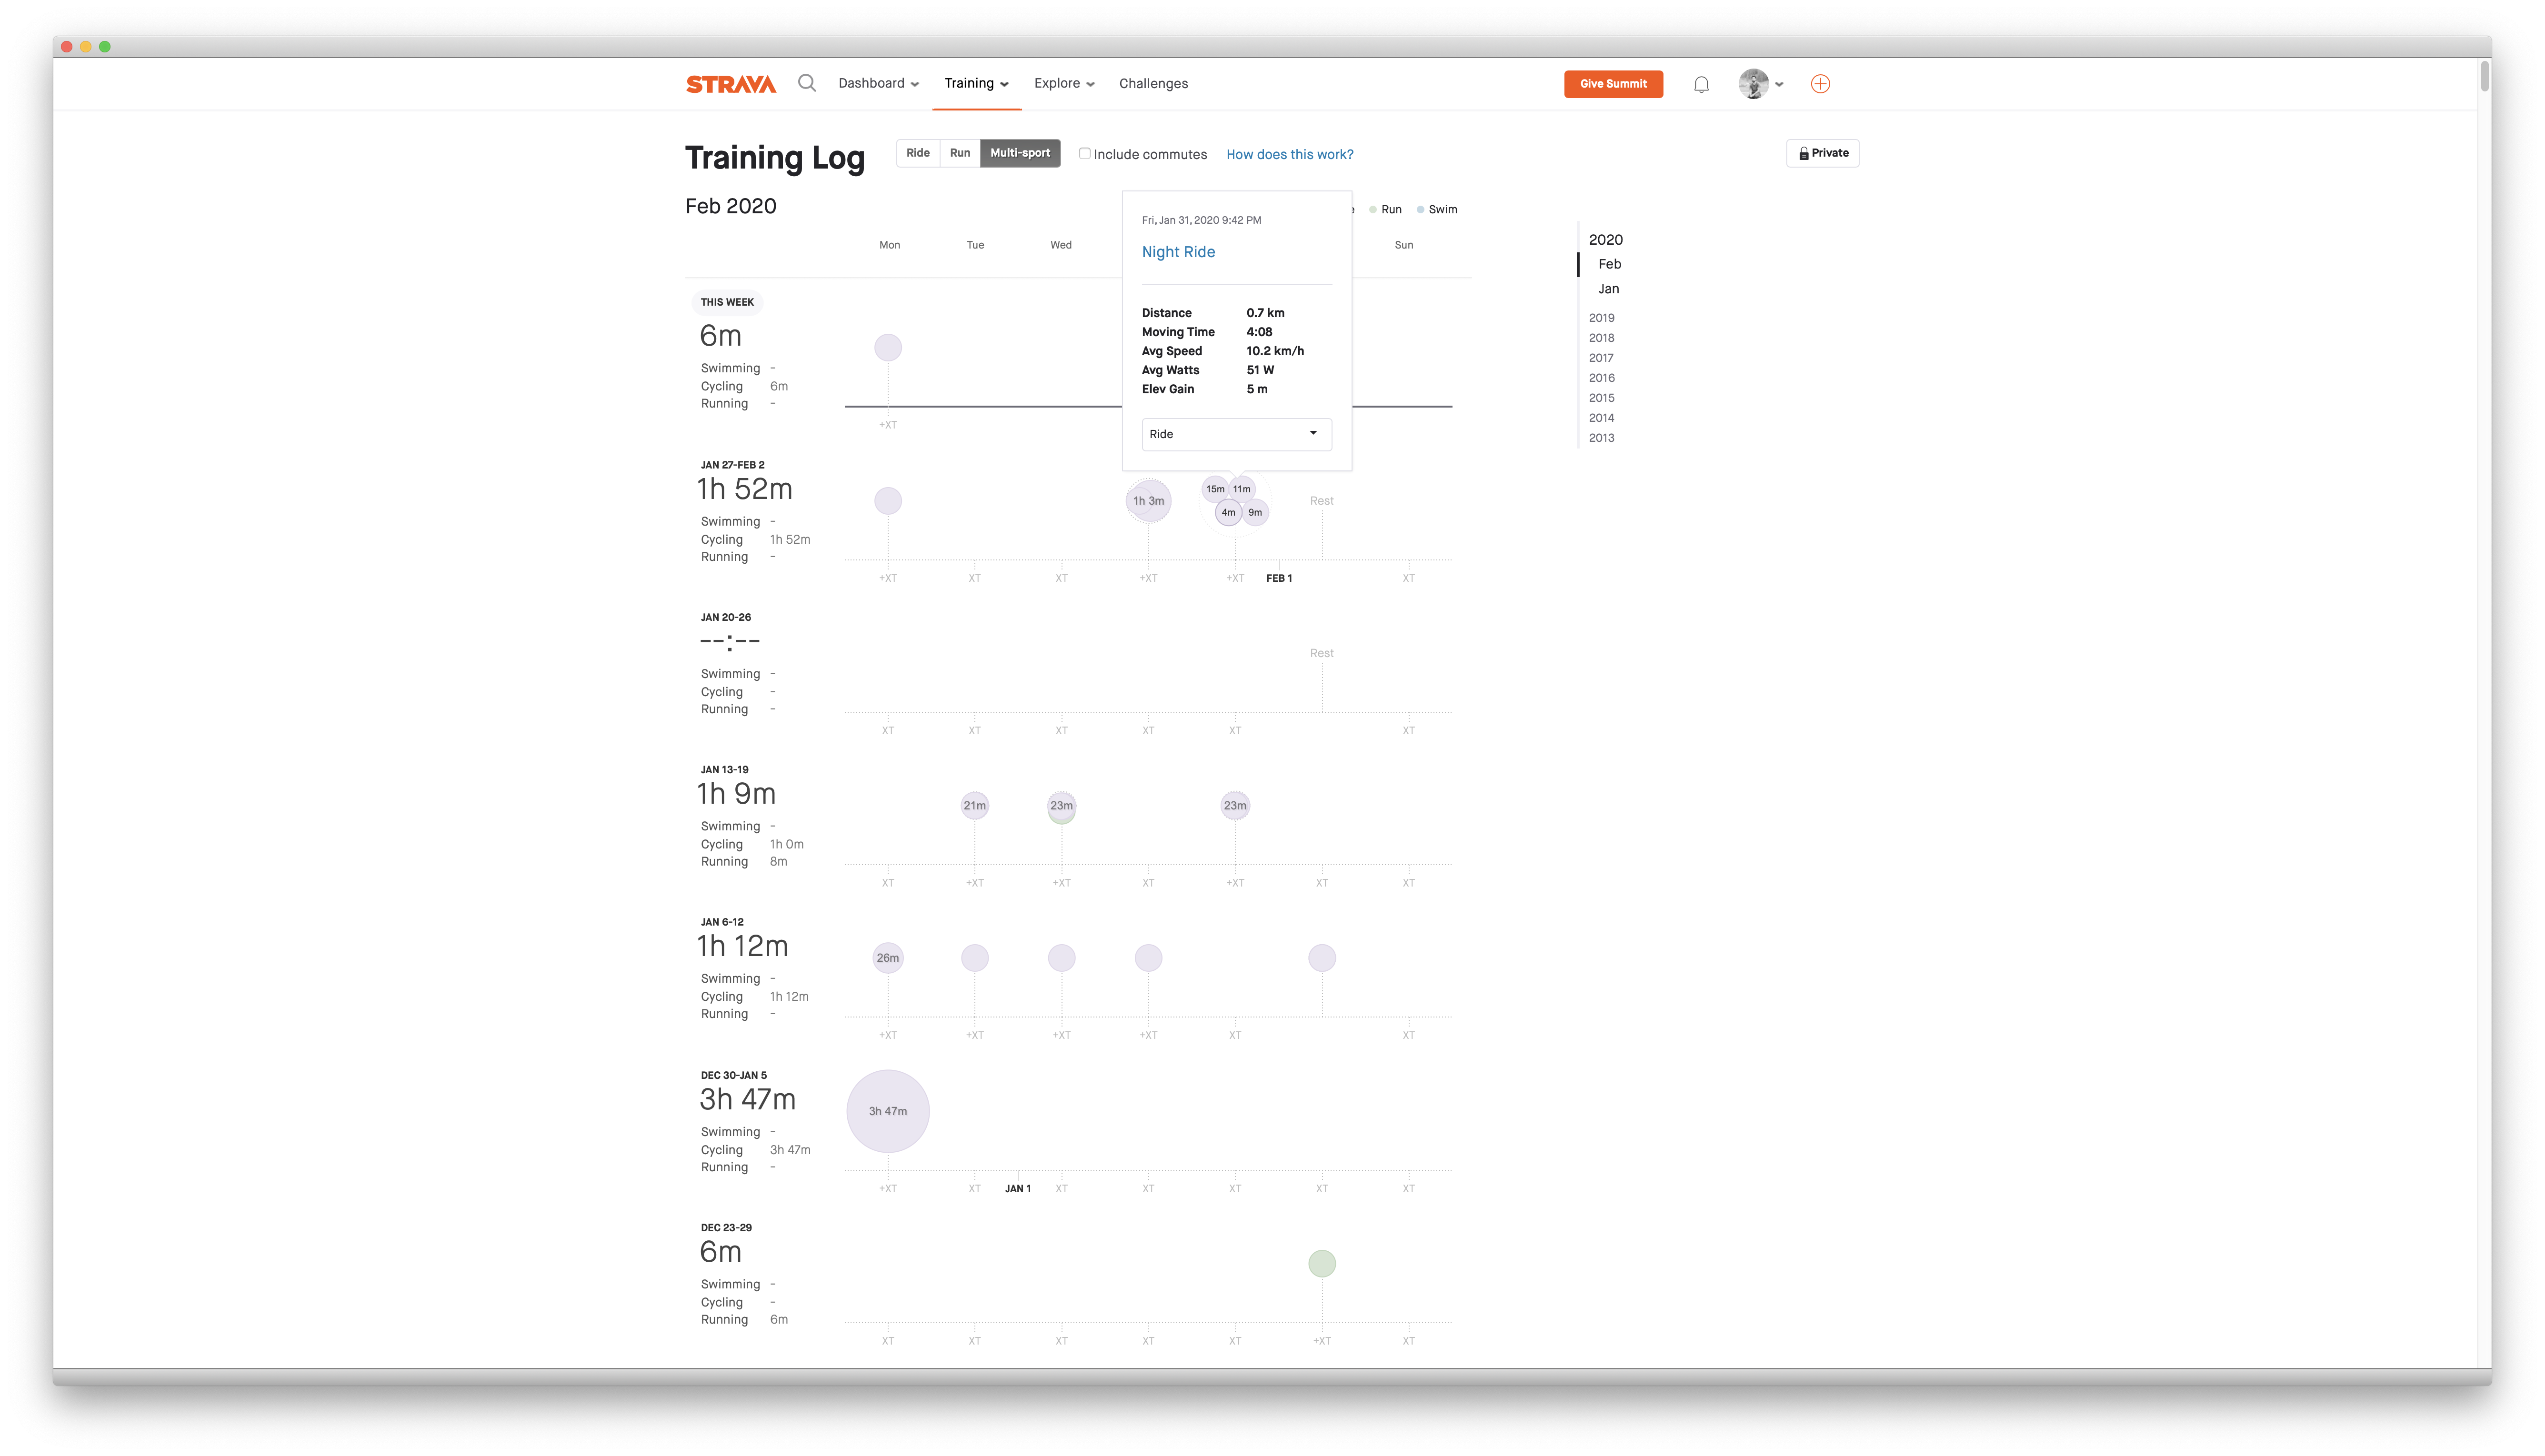 STRAVA Dashboard Training Explore Challenges Give Summit
Training Log Ride Run Multi-sport Include commutes How does this work? Private
Feb 2020
Run Swim
Mon Tue Wed Sun
Fri, Jan 31, 2020 9:42 PM
Night Ride
Distance 0.7 km
Moving Time 4:08
Avg Speed 10.2 km/h
Avg Watts 51 W
Elev Gain 5 m
Ride
2020
Feb
Jan
2019
2018
2017
2016
2015
2014
2013
THIS WEEK
6m
Swimming -
Cycling 6m
Running -
+XT
JAN 27-FEB 2
1h 52m
Swimming -
Cycling 1h 52m
Running -
1h 3m
15m 11m
4m 9m
Rest
+XT XT XT +XT +XT FEB 1 XT
JAN 20-26
--:--
Swimming -
Cycling -
Running -
Rest
XT XT XT XT XT XT
JAN 13-19
1h 9m
Swimming -
Cycling 1h 0m
Running 8m
21m 23m 23m
XT +XT +XT XT +XT XT XT
JAN 6-12
1h 12m
Swimming -
Cycling 1h 12m
Running -
26m
+XT +XT +XT +XT XT XT
DEC 30-JAN 5
3h 47m
Swimming -
Cycling 3h 47m
Running -
3h 47m
+XT XT JAN 1 XT XT XT XT XT
DEC 23-29
6m
Swimming -
Cycling -
Running 6m
XT XT XT XT XT +XT XT